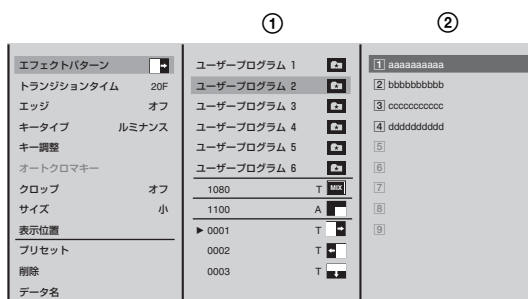 ① ②
エフェクトパターン
トランジションタイム 20F
エッジ オフ
キータイプ ルミナンス
キー調整
オートクロマキー
クロップ オフ
サイズ 小
表示位置
プリセット
削除
データ名
ユーザープログラム 1
ユーザープログラム 2
ユーザープログラム 3
ユーザープログラム 4
ユーザープログラム 5
ユーザープログラム 6
1080 T MIX
1100 A
▶ 0001 T
0002 T
0003 T
1 aaaaaaaaaa
2 bbbbbbbbbb
3 ccccccccccc
4 dddddddddd
5
6
7
8
9